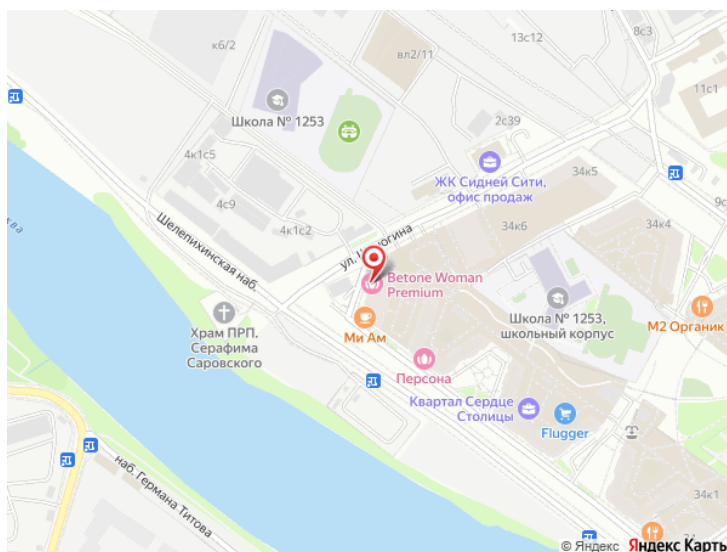 13с12
к6/2
вл2/11
11с1
Школа № 1253
2с39
4к1с5
ЖК Сидней Сити,
офис продаж
34к5
4с9
4к1с2
34к6
34к4
Шелепихинская наб.
ул.
Betone Woman
Premium
Школа № 1253,
школьный корпус
М2 Органик
Ми Ам
Храм ПРП.
Серафима
Саровского
Персона
Квартал Сердце
Столицы
Flugger
наб. Германа Титова
34к1
© Яндекс Яндекс Карты